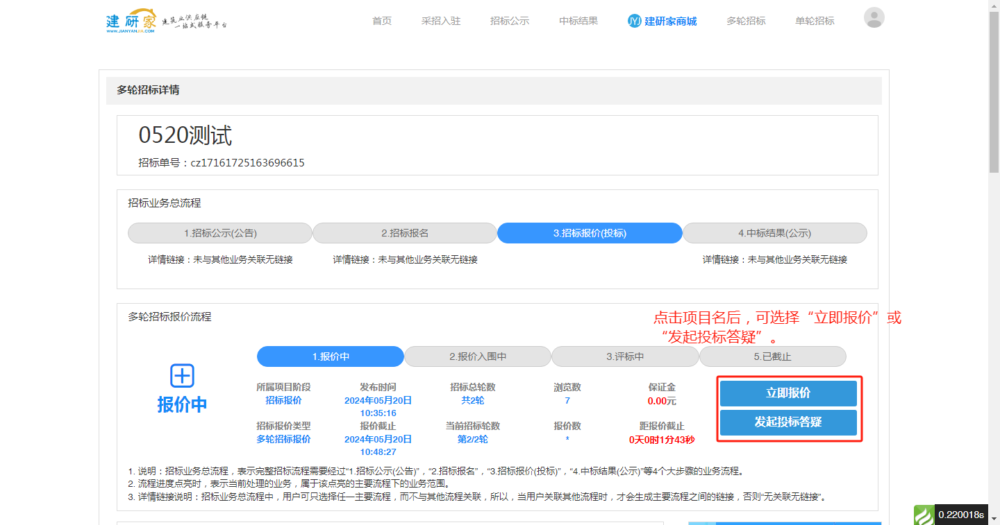 建研家
WWW.JIANYANJIA.COM
建筑业供应链
一站式服务平台
首页
采招入驻
招标公示
中标结果
JYJ 建研家商城
多轮招标
单轮招标
多轮招标详情
0520测试
招标单号：cz17161725163696615
招标业务总流程
1.招标公示(公告)
2.招标报名
3.招标报价(投标)
4.中标结果(公示)
详情链接：未与其他业务关联无链接
详情链接：未与其他业务关联无链接
详情链接：未与其他业务关联无链接
多轮招标报价流程
点击项目名后，可选择“立即报价”或
“发起投标答疑”。
1.报价中
2.报价入围中
3.评标中
5.已截止
报价中
所属项目阶段
招标报价
发布时间
2024年05月20日
10:35:16
招标总轮数
共2轮
浏览数
7
保证金
0.00元
招标报价类型
多轮招标报价
报价截止
2024年05月20日
10:48:27
当前招标轮数
第2/2轮
报价数
*
距报价截止
0天0时1分43秒
立即报价
发起投标答疑
1. 说明：招标业务总流程，表示完整招标流程需要经过“1.招标公示(公告)”，“2.招标报名”，“3.招标报价(投标)”，“4.中标结果(公示)”等4个大步骤的业务流程。
2. 流程进度点亮时，表示当前处理的业务，属于该点亮的主要流程下的业务范围。
3. 详情链接说明：招标业务总流程中，用户可只选择任一主要流程，而不与其他流程关联，所以，当用户关联其他流程时，才会生成主要流程之间的链接，否则“无关联无链接”。
0.220018s